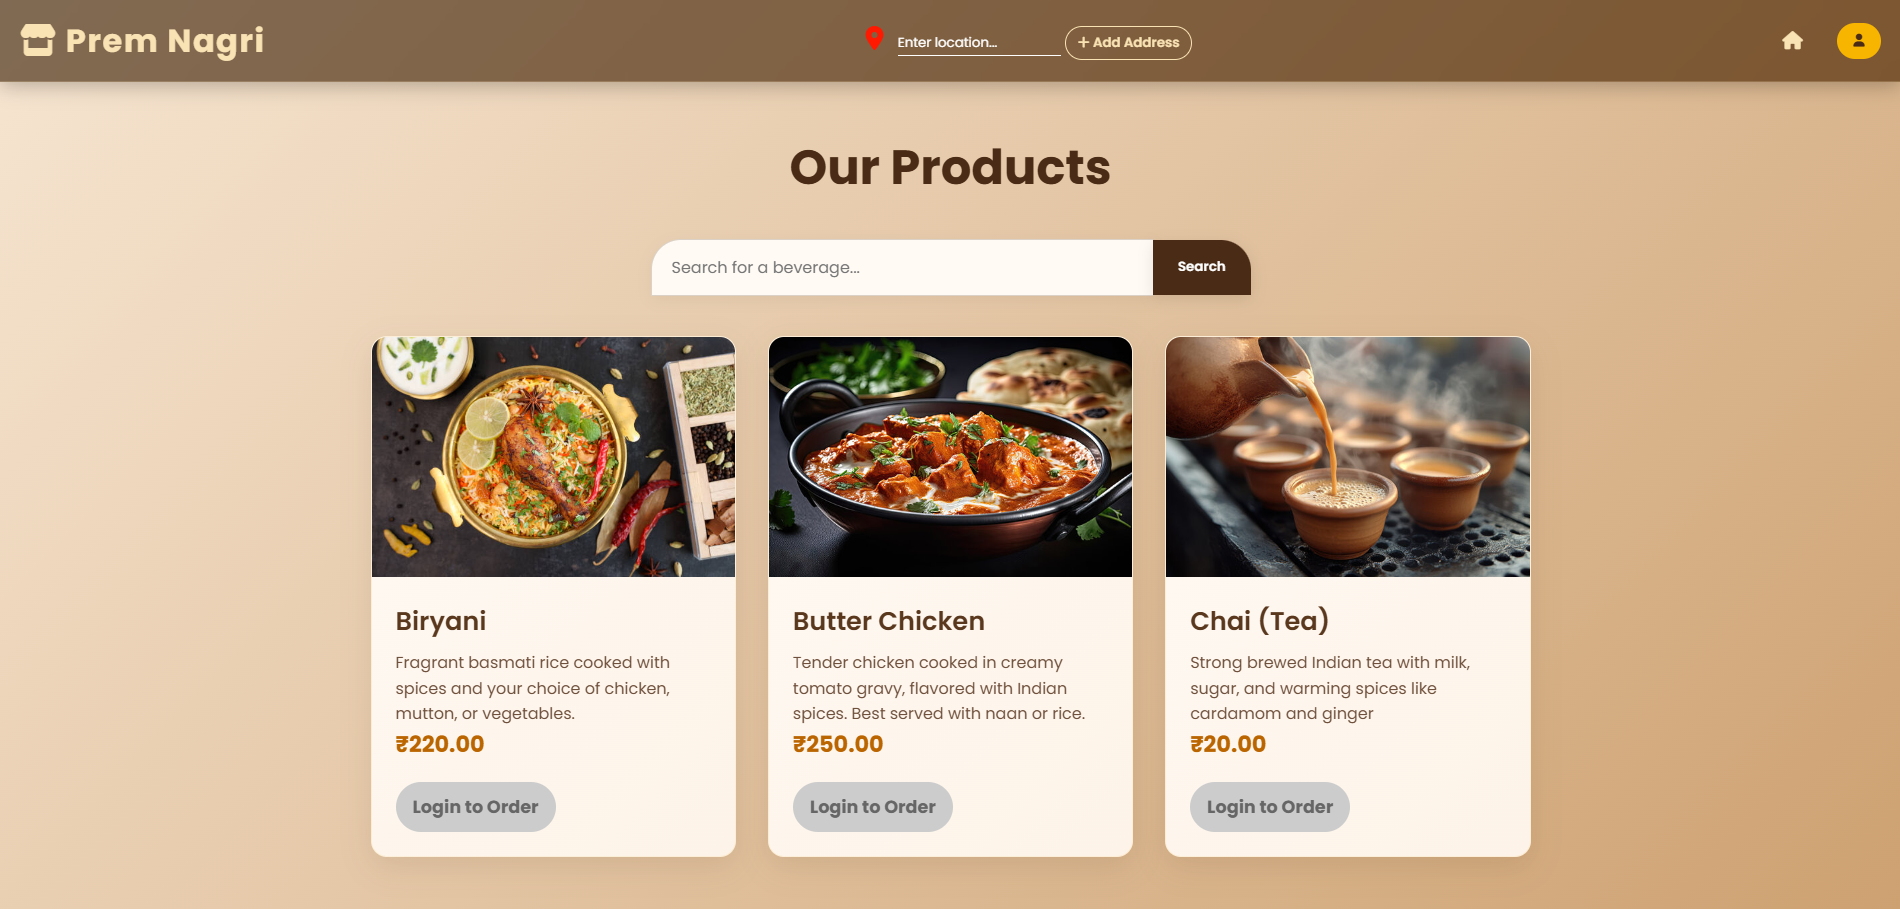 Prem Nagri
Enter location...
+ Add Address
Our Products
Search for a beverage...
Search
Biryani
Fragrant basmati rice cooked with
spices and your choice of chicken,
mutton, or vegetables.
₹220.00
Login to Order
Butter Chicken
Tender chicken cooked in creamy
tomato gravy, flavored with Indian
spices. Best served with naan or rice.
₹250.00
Login to Order
Chai (Tea)
Strong brewed Indian tea with milk,
sugar, and warming spices like
cardamom and ginger
₹20.00
Login to Order